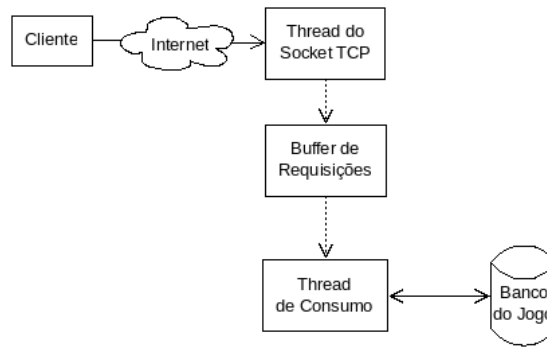 Cliente
Internet
Thread do
Socket TCP
Buffer de
Requisições
Thread
de Consumo
Banco
do Jogo